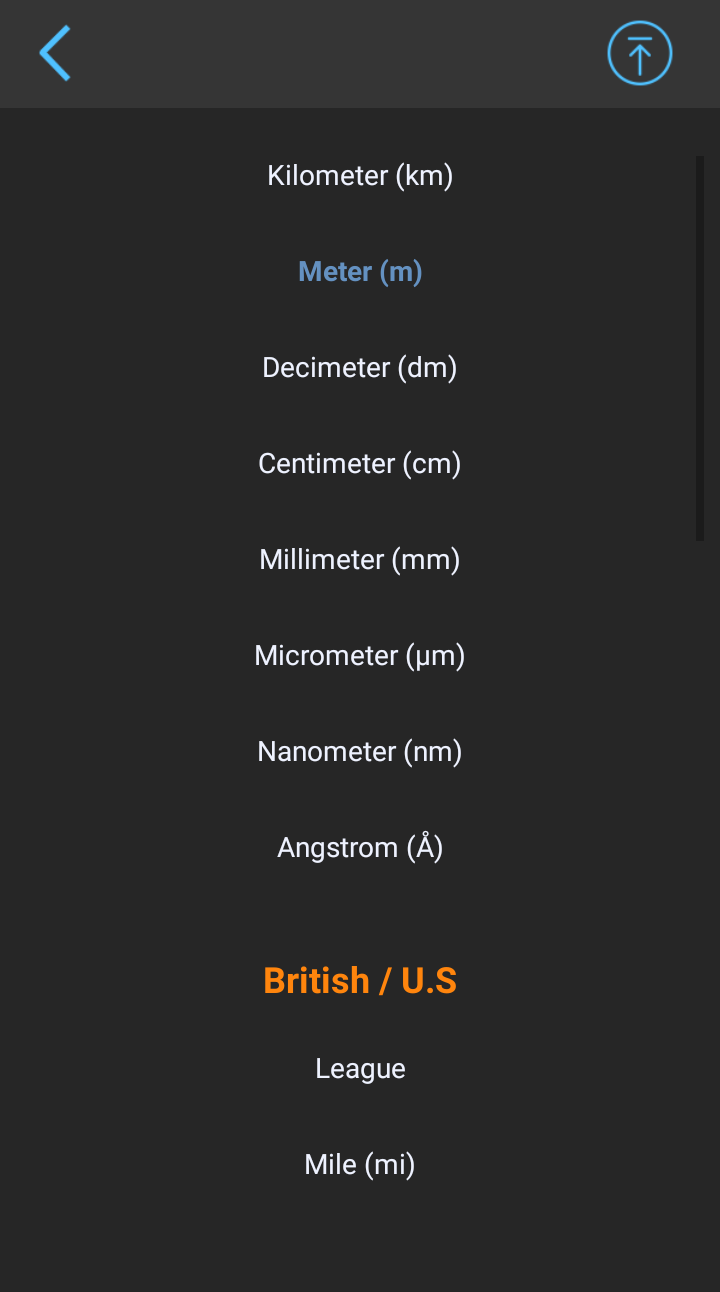 Kilometer (km)
Meter (m)
Decimeter (dm)
Centimeter (cm)
Millimeter (mm)
Micrometer (µm)
Nanometer (nm)
Angstrom (Å)
British / U.S
League
Mile (mi)